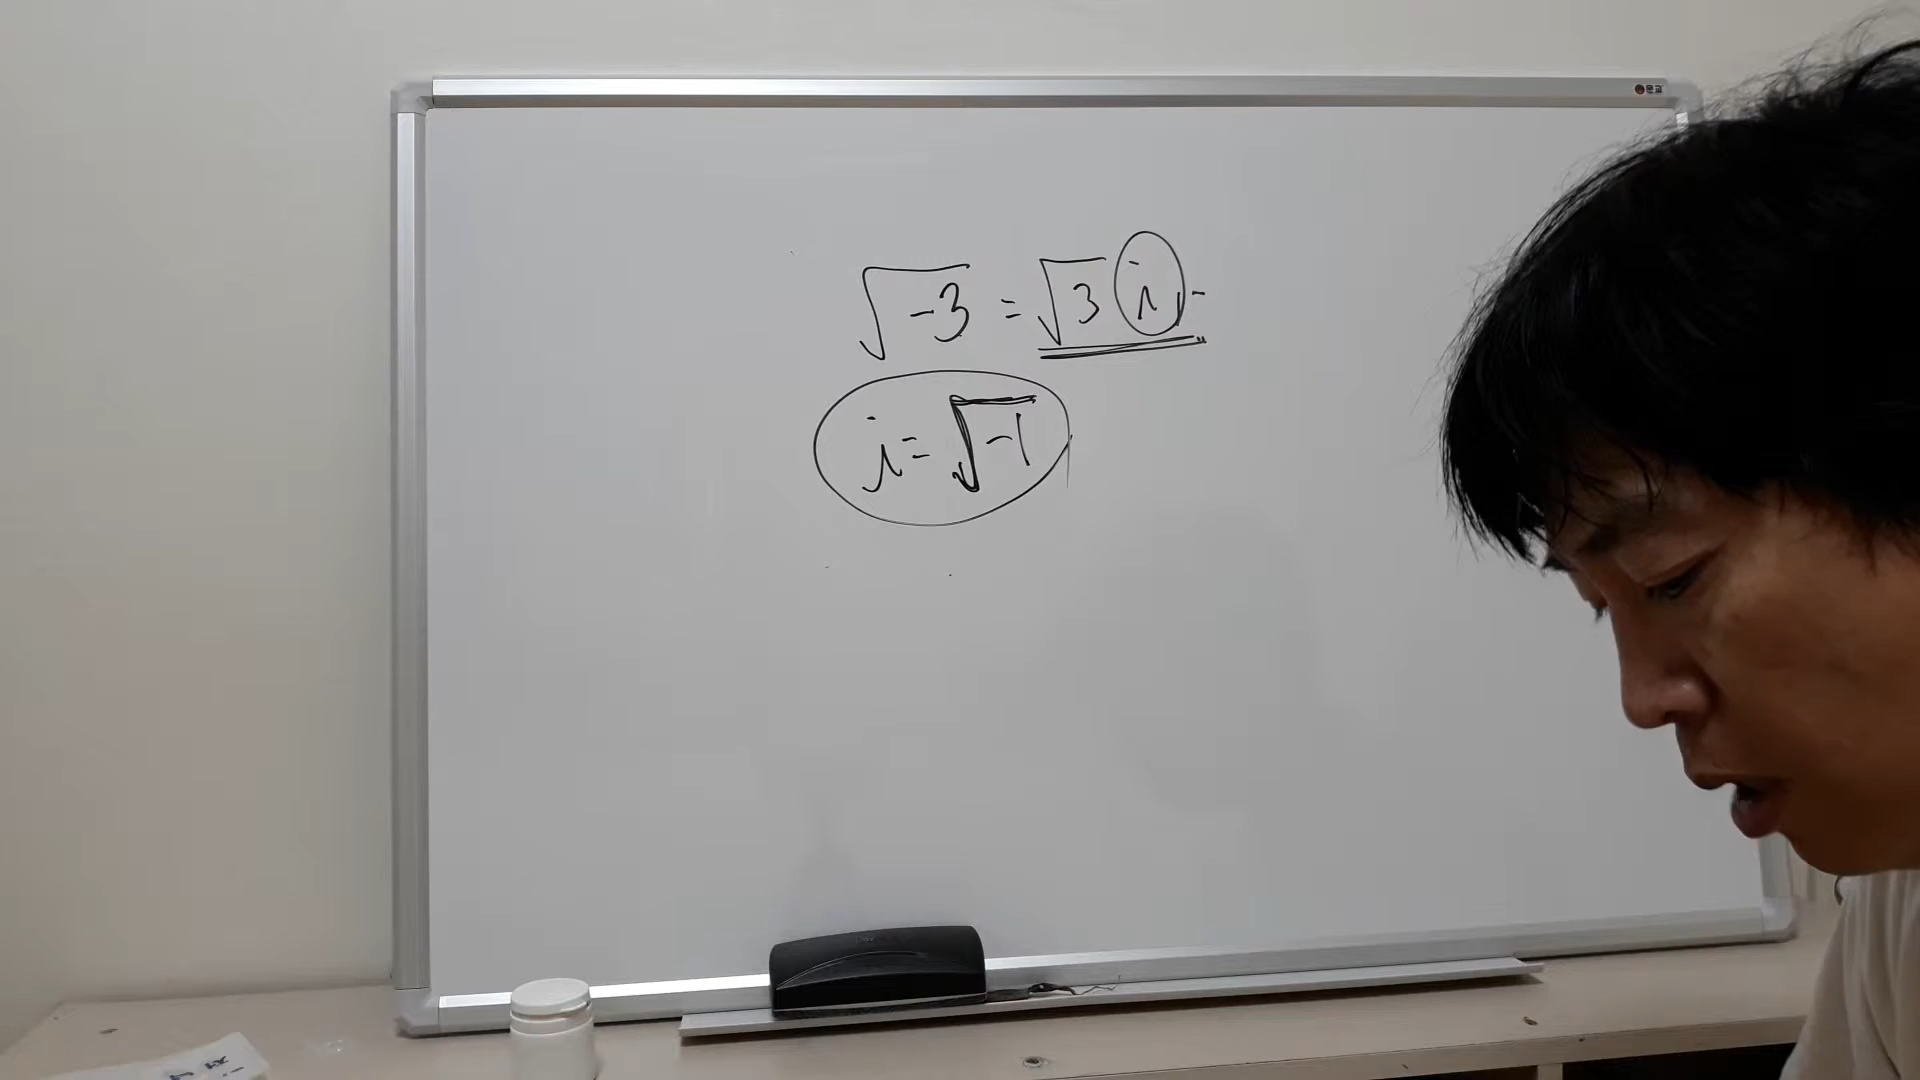 √-3 = √3 i
i = √-1